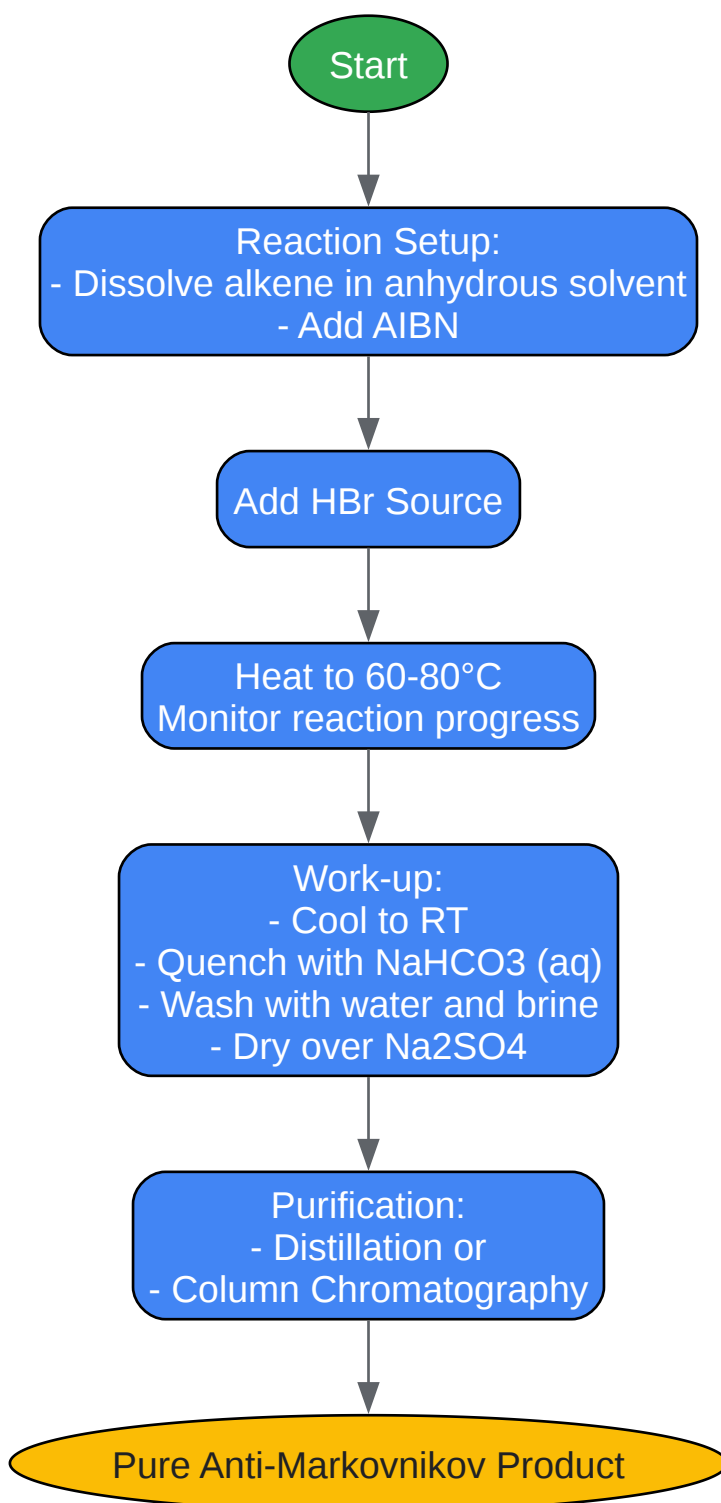 Start
Reaction Setup:
- Dissolve alkene in anhydrous solvent
- Add AIBN
Add HBr Source
Heat to 60-80°C
Monitor reaction progress
Work-up:
- Cool to RT
- Quench with NaHCO3 (aq)
- Wash with water and brine
- Dry over Na2SO4
Purification:
- Distillation or
- Column Chromatography
Pure Anti-Markovnikov Product